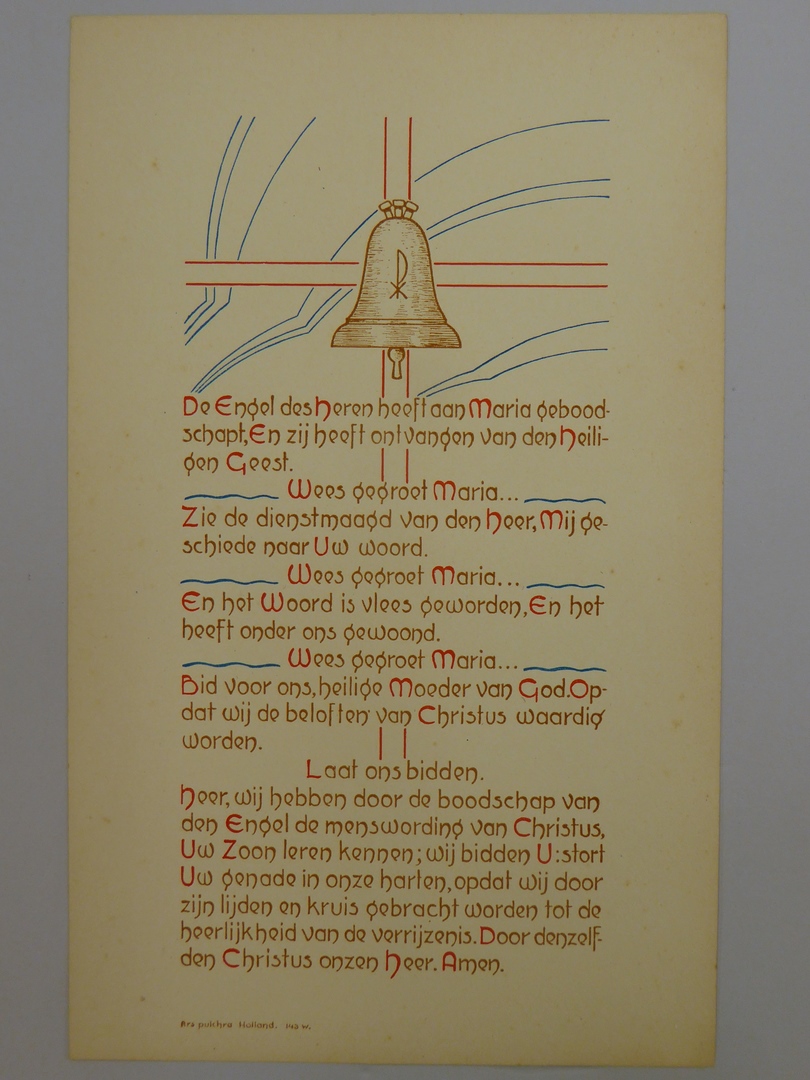 De Engel des Heren heeft aan Maria gebood-
schapt, En zij heeft ontvangen van den Heili-
gen Geest.
Wees gegroet Maria...
Zie de dienstmaagd van den Heer, Mij ge-
schiede naar Uw woord.
Wees gegroet Maria...
En het Woord is vlees geworden, En het
heeft onder ons gewoond.
Wees gegroet Maria...
Bid voor ons, heilige Moeder van God. Op-
dat wij de beloften van Christus waardig
worden.
Laat ons bidden.
Heer, wij hebben door de boodschap van
den Engel de menswording van Christus,
Uw Zoon leren kennen; wij bidden U: stort
Uw genade in onze harten, opdat wij door
zijn lijden en kruis gebracht worden tot de
heerlijkheid van de verrijzenis. Door denzelf-
den Christus onzen Heer. Amen.
Ars pulchra Holland.